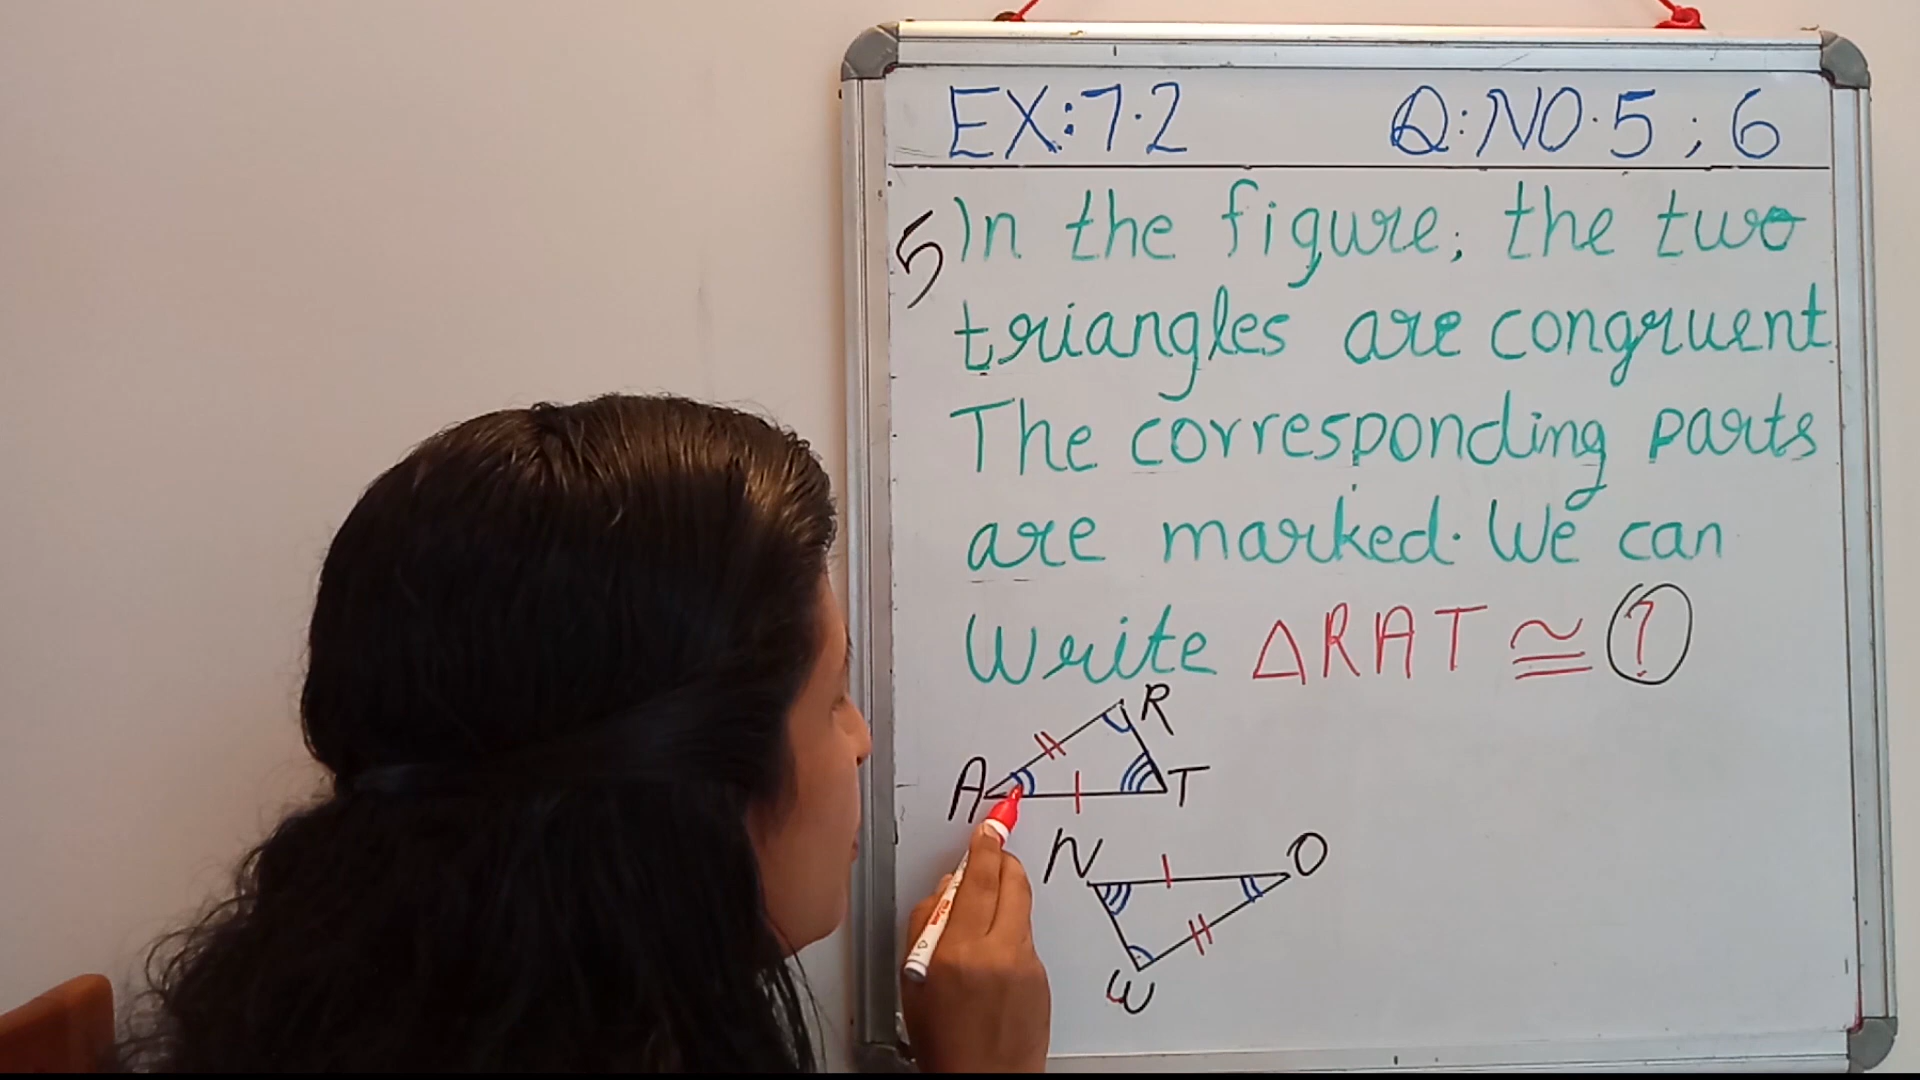 EX:7.2 Q:NO.5 ; 6
5 In the figure, the two
triangles are congruent
The corresponding parts
are marked. We can
Write △RAT ≅ ?
R
A
T
N
O
W